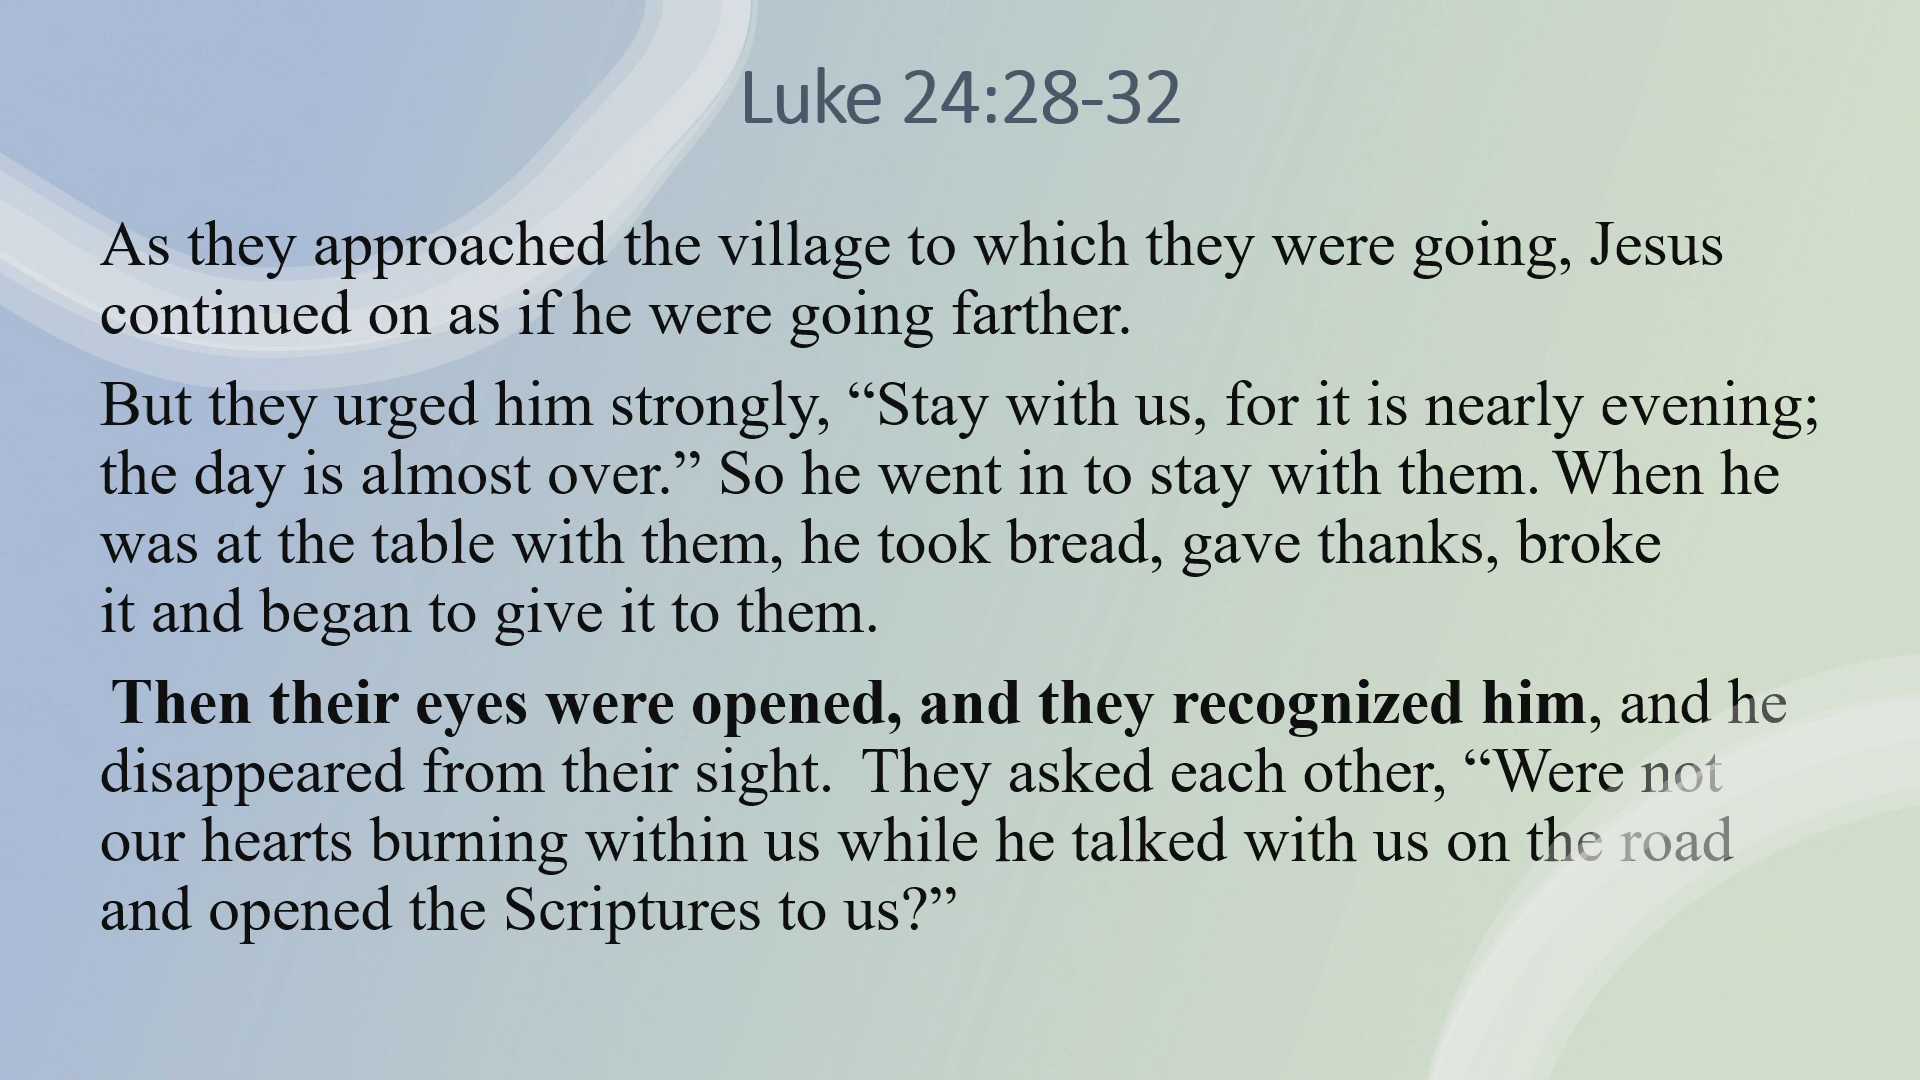 Luke 24:28-32
As they approached the village to which they were going, Jesus
continued on as if he were going farther.
But they urged him strongly, “Stay with us, for it is nearly evening;
the day is almost over.” So he went in to stay with them. When he
was at the table with them, he took bread, gave thanks, broke
it and began to give it to them.
Then their eyes were opened, and they recognized him, and he
disappeared from their sight.  They asked each other, “Were not
our hearts burning within us while he talked with us on the road
and opened the Scriptures to us?”